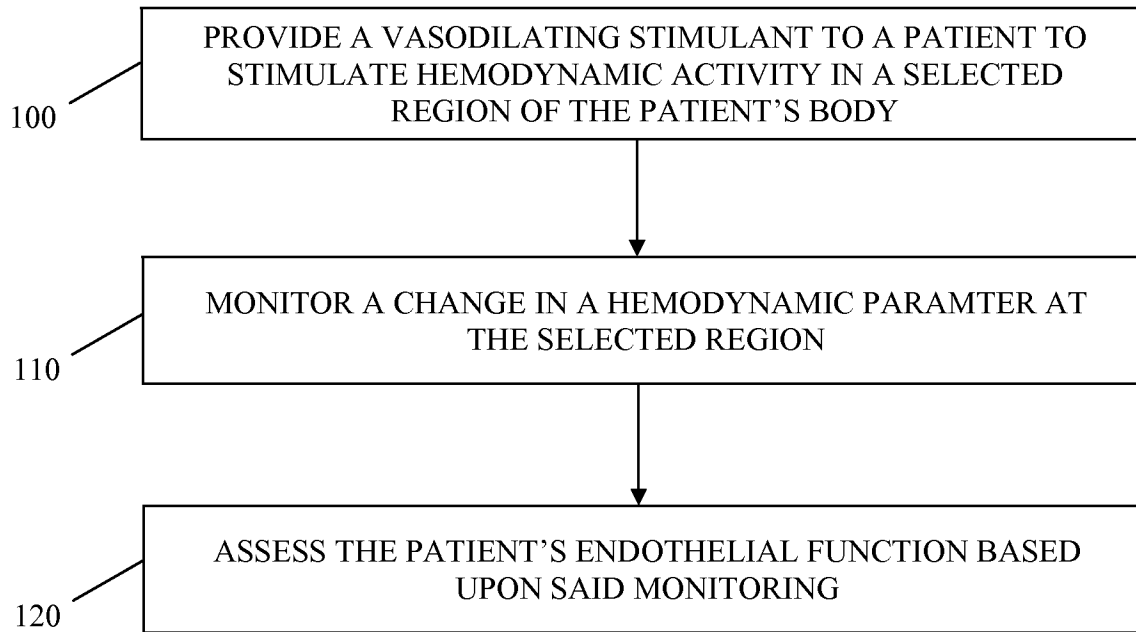 PROVIDE A VASODILATING STIMULANT TO A PATIENT TO
STIMULATE HEMODYNAMIC ACTIVITY IN A SELECTED
REGION OF THE PATIENT'S BODY
100
MONITOR A CHANGE IN A HEMODYNAMIC PARAMTER AT
THE SELECTED REGION
110
ASSESS THE PATIENT'S ENDOTHELIAL FUNCTION BASED
UPON SAID MONITORING
120